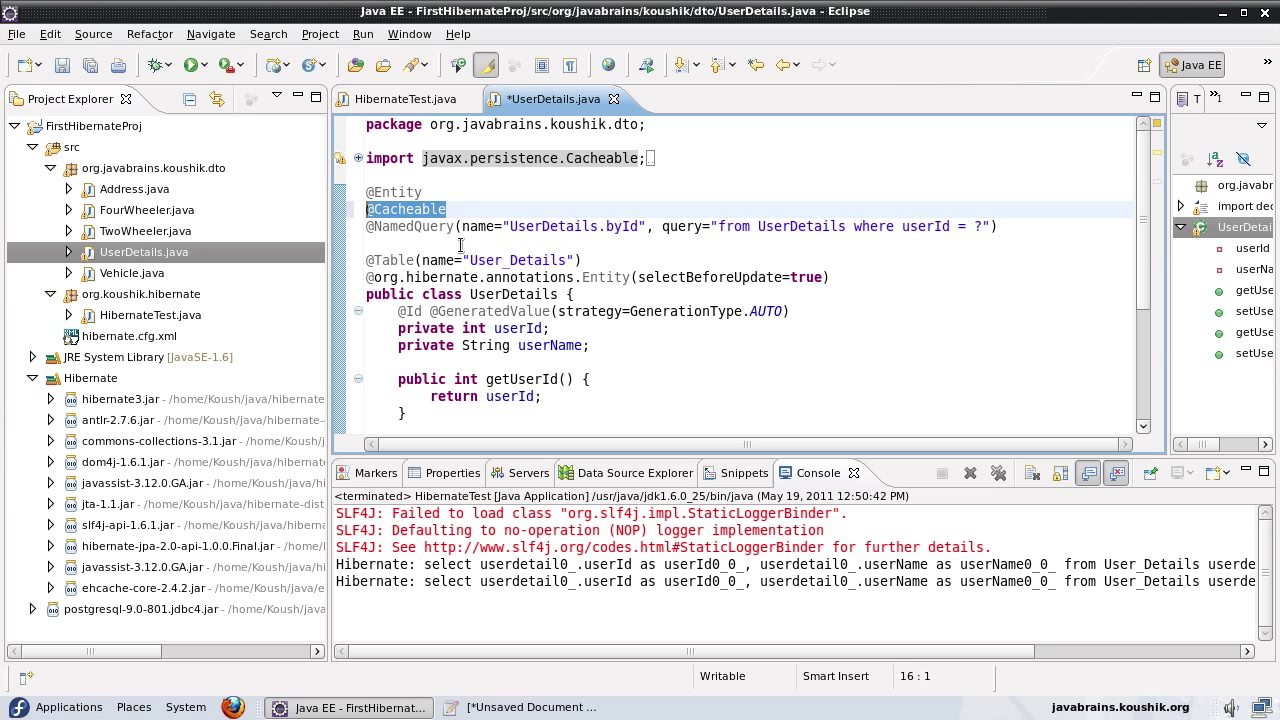 Java EE - FirstHibernateProj/src/org/javabrains/koushik/dto/UserDetails.java - Eclipse
File Edit Source Refactor Navigate Search Project Run Window Help
Java EE
Project Explorer
FirstHibernateProj
src
org.javabrains.koushik.dto
Address.java
FourWheeler.java
TwoWheeler.java
UserDetails.java
Vehicle.java
org.koushik.hibernate
HibernateTest.java
hibernate.cfg.xml
JRE System Library [JavaSE-1.6]
Hibernate
hibernate3.jar - /home/Koush/java/hibernate
antlr-2.7.6.jar - /home/Koush/java/hibernate-
commons-collections-3.1.jar - /home/Koush/j
dom4j-1.6.1.jar - /home/Koush/java/hibernat
javassist-3.12.0.GA.jar - /home/Koush/java/h
jta-1.1.jar - /home/Koush/java/hibernate-dist
slf4j-api-1.6.1.jar - /home/Koush/java/hiberna
hibernate-jpa-2.0-api-1.0.0.Final.jar - /home/K
javassist-3.12.0.GA.jar - /home/Koush/java/h
ehcache-core-2.4.2.jar - /home/Koush/java/e
postgresql-9.0-801.jdbc4.jar - /home/Koush/java
HibernateTest.java *UserDetails.java
package org.javabrains.koushik.dto;
import javax.persistence.Cacheable;
@Entity
@Cacheable
@NamedQuery(name="UserDetails.byId", query="from UserDetails where userId = ?")
@Table(name="User_Details")
@org.hibernate.annotations.Entity(selectBeforeUpdate=true)
public class UserDetails {
@Id @GeneratedValue(strategy=GenerationType.AUTO)
private int userId;
private String userName;
public int getUserId() {
return userId;
}
T
org.javabr
import dec
UserDetai
userId
userNa
getUse
setUse
getUse
setUse
Markers Properties Servers Data Source Explorer Snippets Console
<terminated> HibernateTest [Java Application] /usr/java/jdk1.6.0_25/bin/java (May 19, 2011 12:50:42 PM)
SLF4J: Failed to load class "org.slf4j.impl.StaticLoggerBinder".
SLF4J: Defaulting to no-operation (NOP) logger implementation
SLF4J: See http://www.slf4j.org/codes.html#StaticLoggerBinder for further details.
Hibernate: select userdetail0_.userId as userId0_0_, userdetail0_.userName as userName0_0_ from User_Details userde
Hibernate: select userdetail0_.userId as userId0_0_, userdetail0_.userName as userName0_0_ from User_Details userde
Writable Smart Insert 16 : 1
Applications Places System Java EE - FirstHibernat... [*Unsaved Document ... javabrains.koushik.org